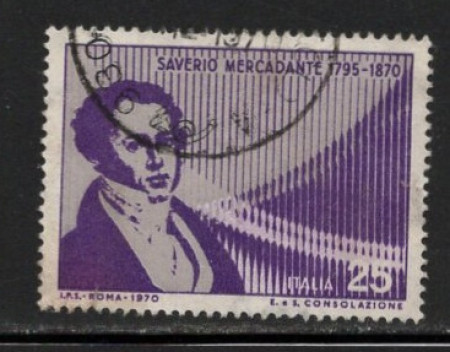 SAVERIO MERCADANTE 1795-1870
ITALIA 25
I.P.S.-ROMA-1970
E. e S. CONSOLAZIONE